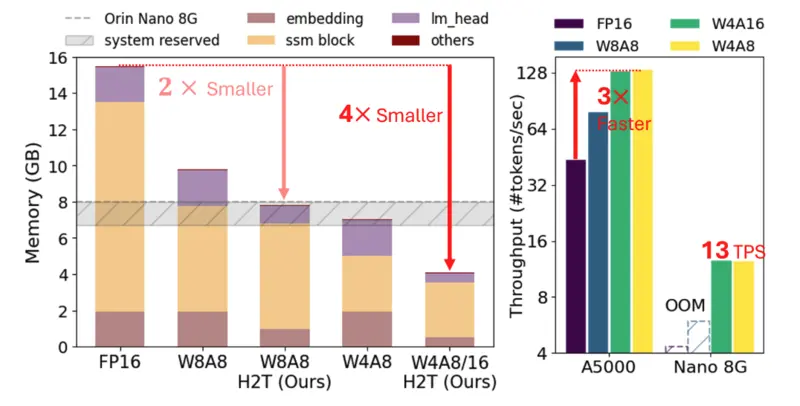 Orin Nano 8G
system reserved
embedding
ssm block
lm_head
others
Memory (GB)
16
14
12
10
8
6
4
2
0
2 × Smaller
4× Smaller
FP16
W8A8
W8A8
H2T (Ours)
W4A8
W4A8/16
H2T (Ours)
FP16
W8A8
W4A16
W4A8
Throughput (#tokens/sec)
128
64
32
16
8
4
3×
Faster
13 TPS
OOM
A5000
Nano 8G